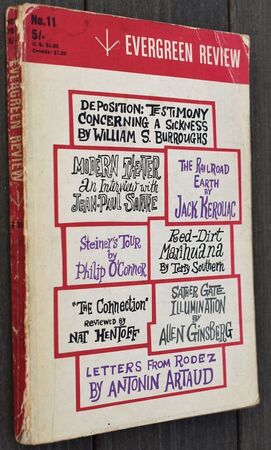 No. 11
5/-
U.S. $1.00
Canada: $1.00
EVERGREEN REVIEW
EVERGREEN REVIEW
DEPOSITION: TESTIMONY
CONCERNING A SICKNESS
BY WILLIAM S. BURROUGHS
MODERN THEATER
an Interview with
JEAN-PAUL SARTRE
THE RAILROAD
EARTH
BY
JACK KEROUAC
Steiner's Tour
by
Philip O'Connor
Red-Dirt
Marihuana
by Terry Southern
"The Connection"
REVIEWED BY
NAT HENTOFF
SATHER GATE
ILLUMINATION
BY
ALLEN GINSBERG
LETTERS FROM RODEZ
BY ANTONIN ARTAUD